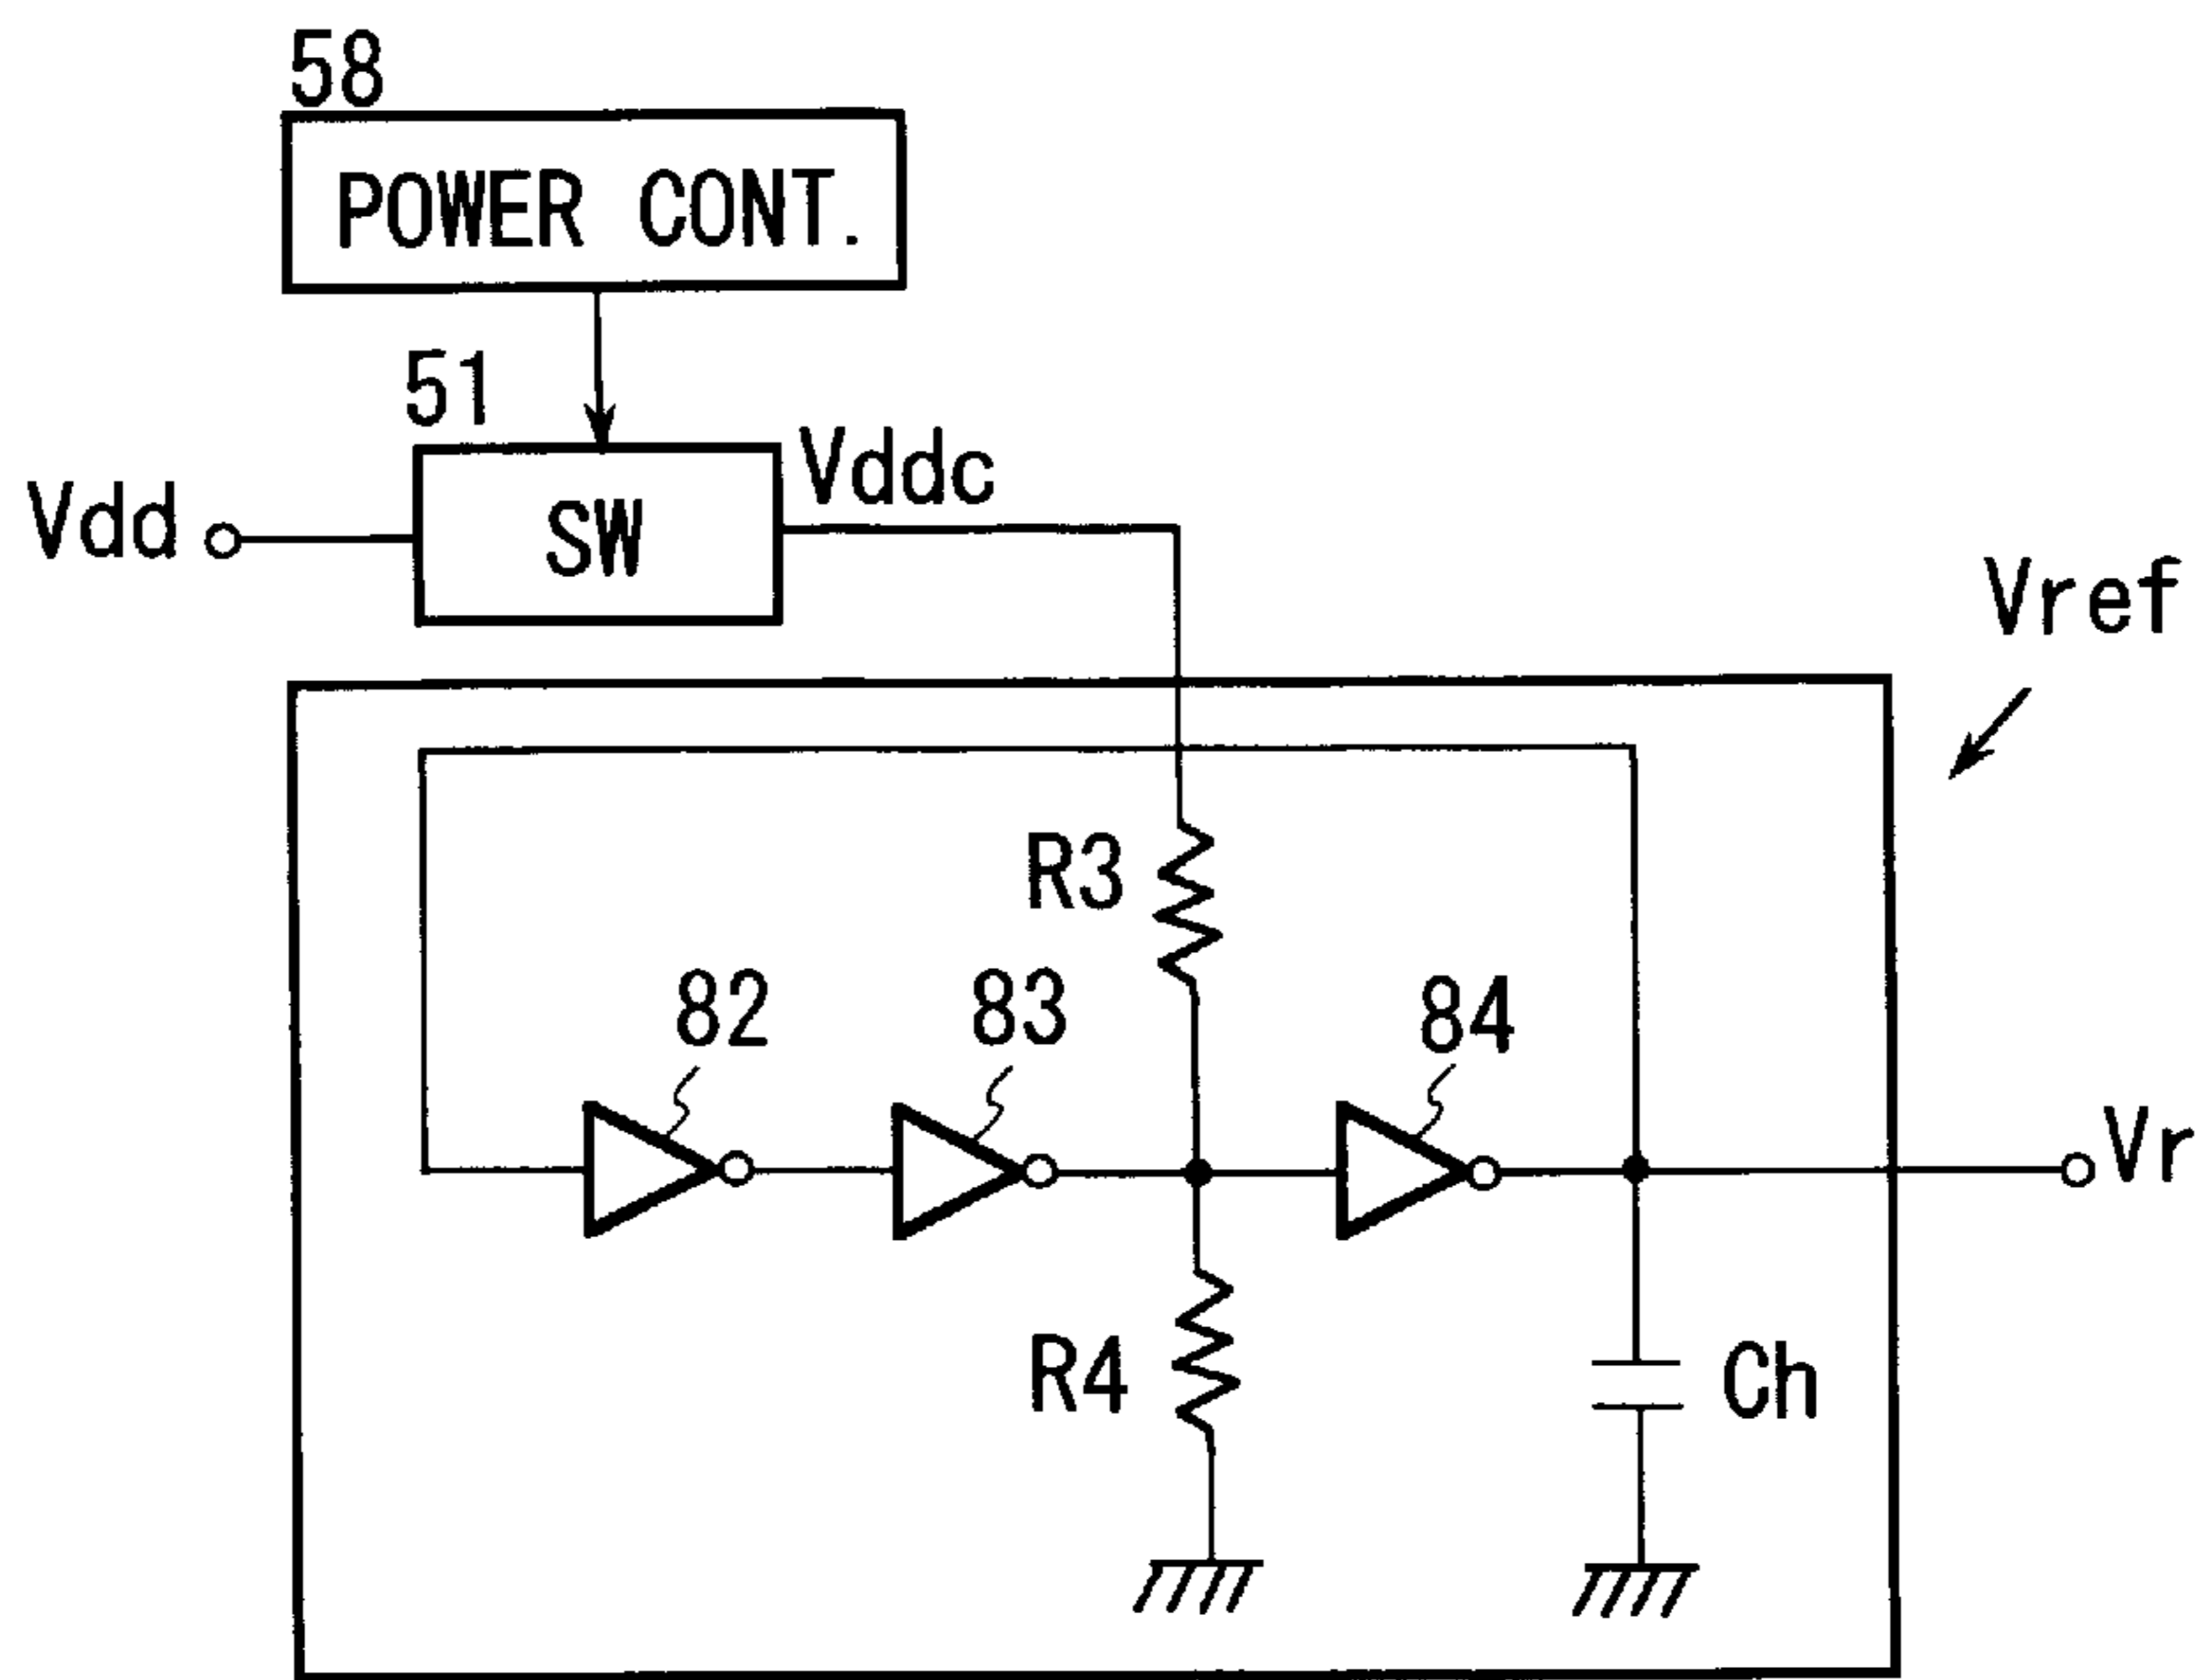 58
POWER CONT.
51
Vddc
Vdd
SW
Vref
R3
82
83
84
Vr
R4
Ch